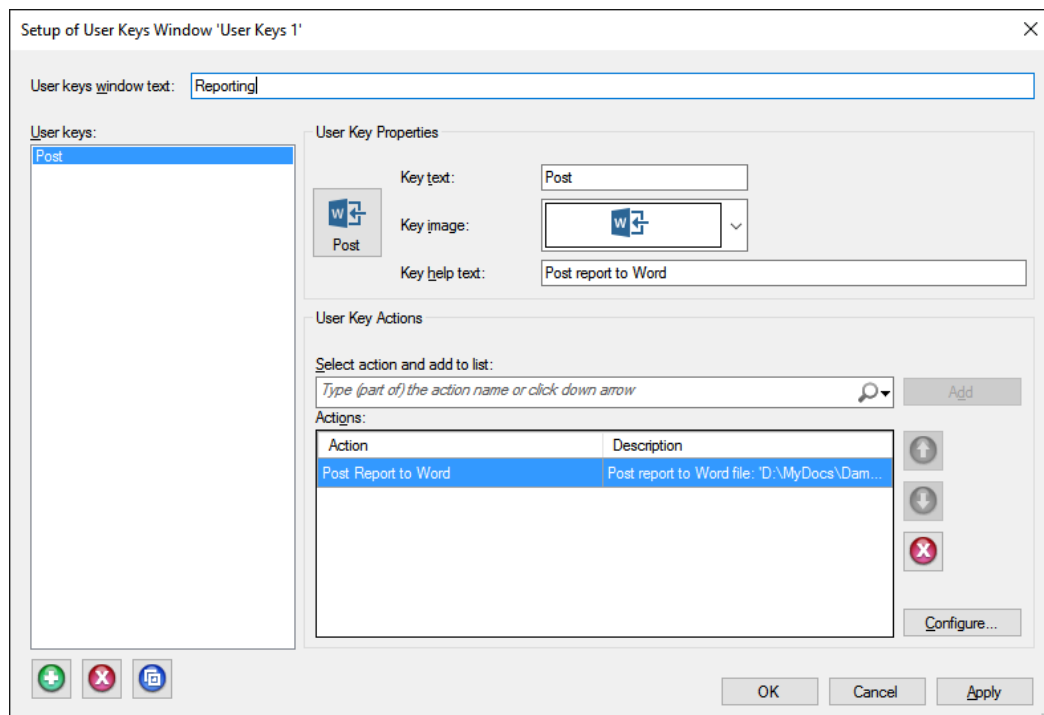 Setup of User Keys Window 'User Keys 1'
User keys window text: Reporting
User keys:
Post
User Key Properties
Key text: Post
W
Post
Key image: W
Key help text: Post report to Word
User Key Actions
Select action and add to list:
Type (part of) the action name or click down arrow
Add
Actions:
Action Description
Post Report to Word Post report to Word file: 'D:\MyDocs\Dam...
Configure...
OK Cancel Apply